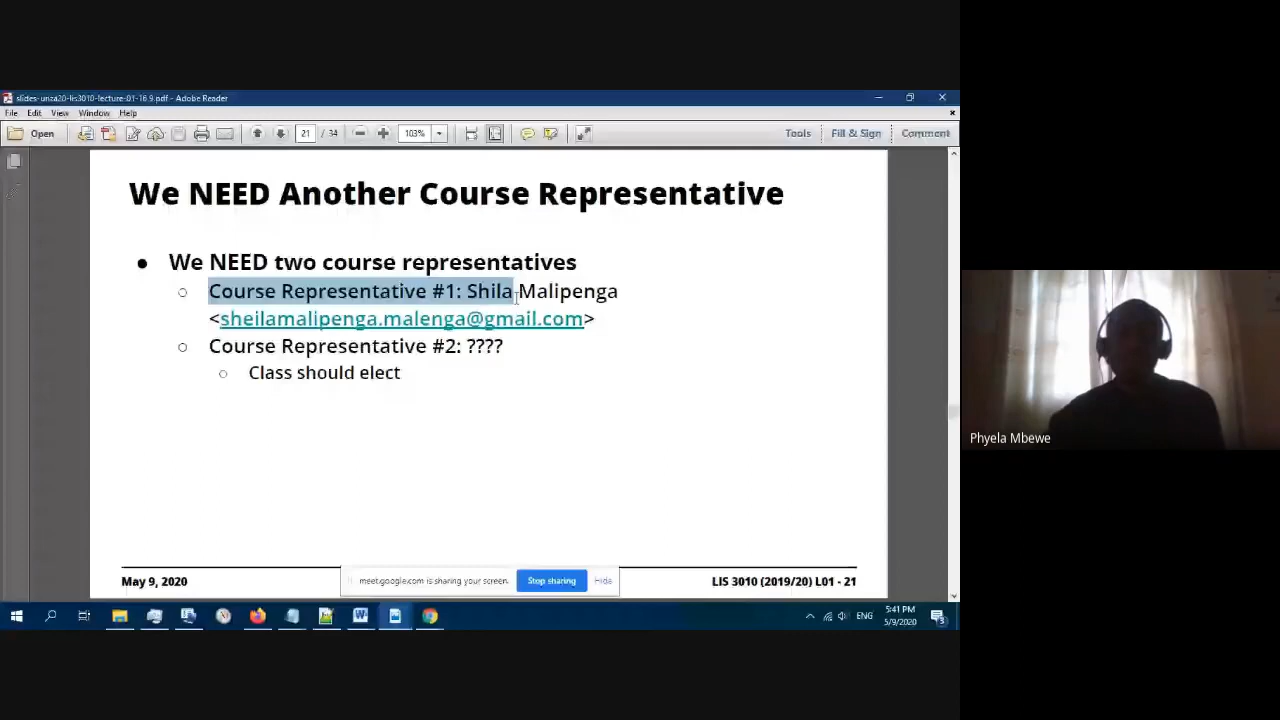 slides-unza20-lis3010-lecture-01-16.9.pdf - Adobe Reader
File Edit View Window Help
Open 21 / 34 103% Tools Fill & Sign Comment
We NEED Another Course Representative
● We NEED two course representatives
○ Course Representative #1: Shila Malipenga
<sheilamalipenga.malenga@gmail.com>
○ Course Representative #2: ????
○ Class should elect
Phyela Mbewe
May 9, 2020 LIS 3010 (2019/20) L01 - 21
meet.google.com is sharing your screen. Stop sharing Hide
ENG
5:41 PM
5/9/2020